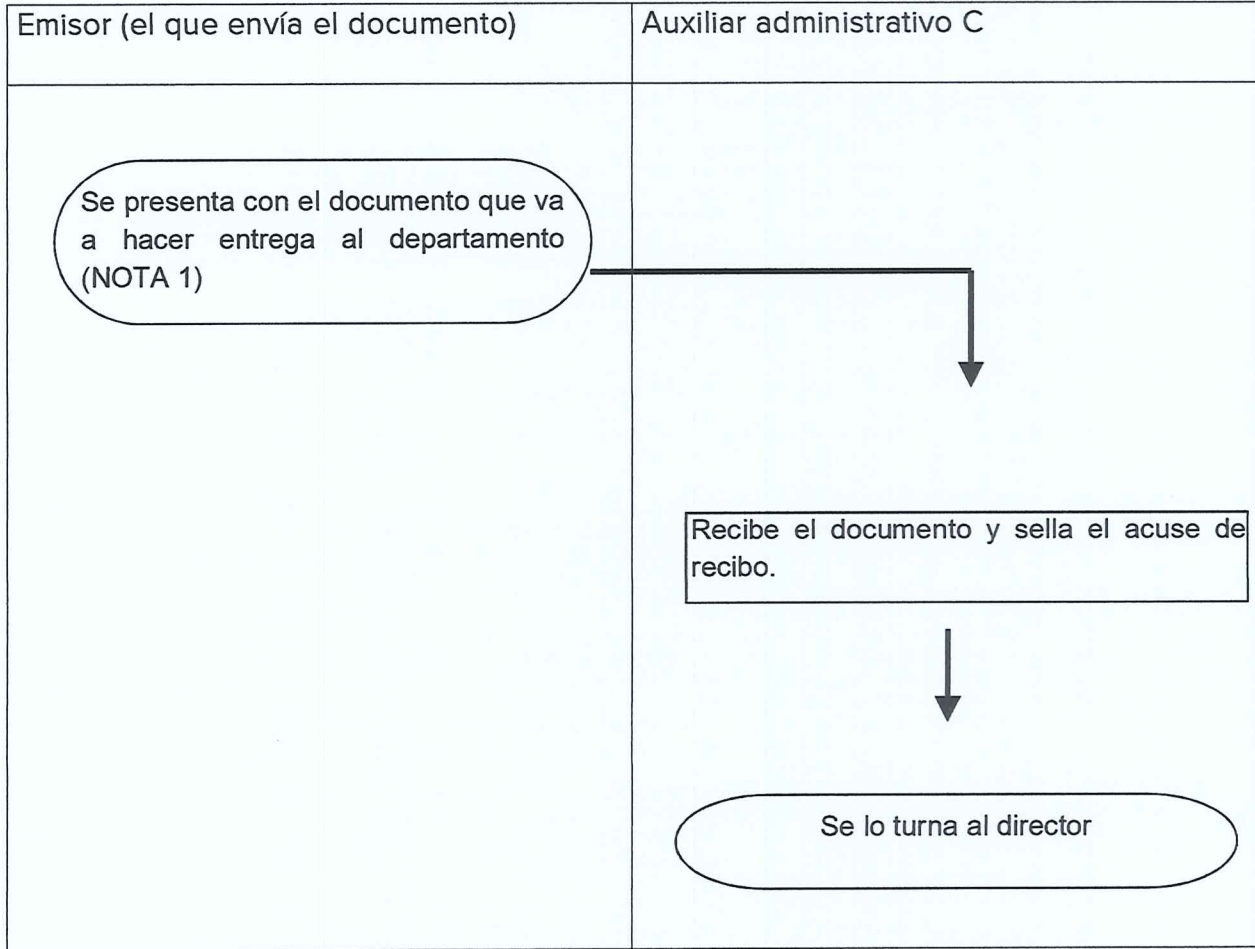 Emisor (el que envía el documento)
Auxiliar administrativo C
Se presenta con el documento que va
a hacer entrega al departamento
(NOTA 1)
Recibe el documento y sella el acuse de
recibo.
Se lo turna al director